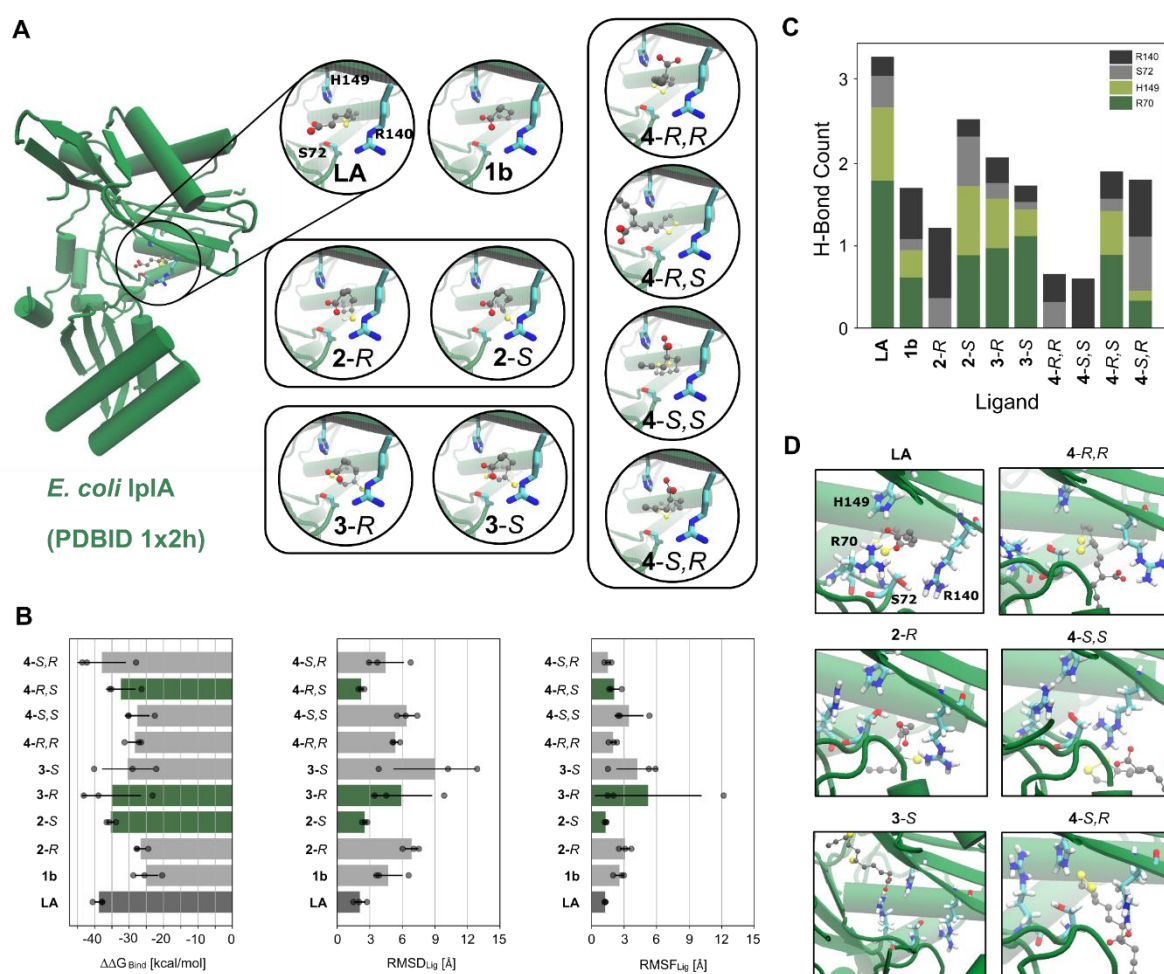 A
H149
R140
S72
LA
1b
2-R
2-S
3-R
3-S
4-R,R
4-R,S
4-S,S
4-S,R
E. coli lplA
(PDBID 1x2h)
B
4-S,R
4-R,S
4-S,S
4-R,R
3-S
3-R
2-S
2-R
1b
LA
-40 -30 -20 -10 0
ΔΔG Bind [kcal/mol]
4-S,R
4-R,S
4-S,S
4-R,R
3-S
3-R
2-S
2-R
1b
LA
0 3 6 9 12 15
RMSD Lig [Å]
4-S,R
4-R,S
4-S,S
4-R,R
3-S
3-R
2-S
2-R
1b
LA
0 3 6 9 12 15
RMSF Lig [Å]
C
R140
S72
H149
R70
3
2
1
0
H-Bond Count
LA 1b 2-R 2-S 3-R 3-S 4-R,R 4-S,S 4-R,S 4-S,R
Ligand
D
LA
H149
R70
S72
R140
4-R,R
2-R
4-S,S
3-S
4-S,R